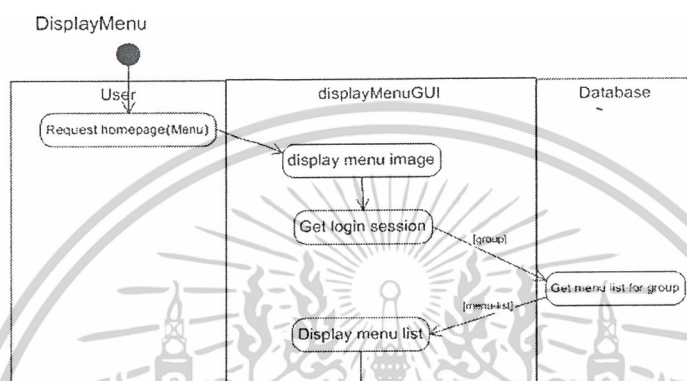 DisplayMenu
User
displayMenuGUI
Database
Request homepage(Menu)
display menu image
Get login session
[group]
Get menu list for group
[menu-list]
Display menu list